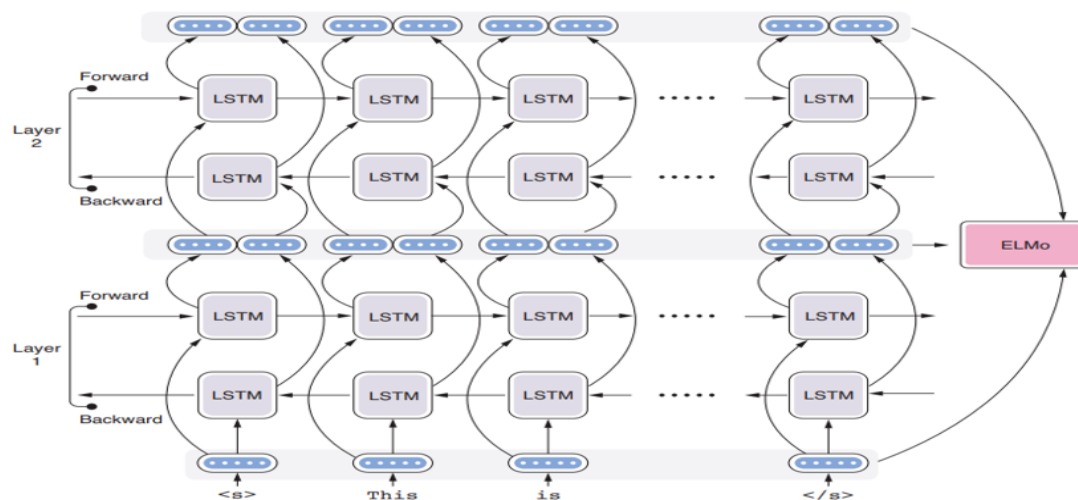 Forward
LSTM LSTM LSTM ..... LSTM
Layer
2
LSTM LSTM LSTM ..... LSTM
Backward
ELMo
Forward
LSTM LSTM LSTM ..... LSTM
Layer
1
LSTM LSTM LSTM ..... LSTM
Backward
<s> This is </s>